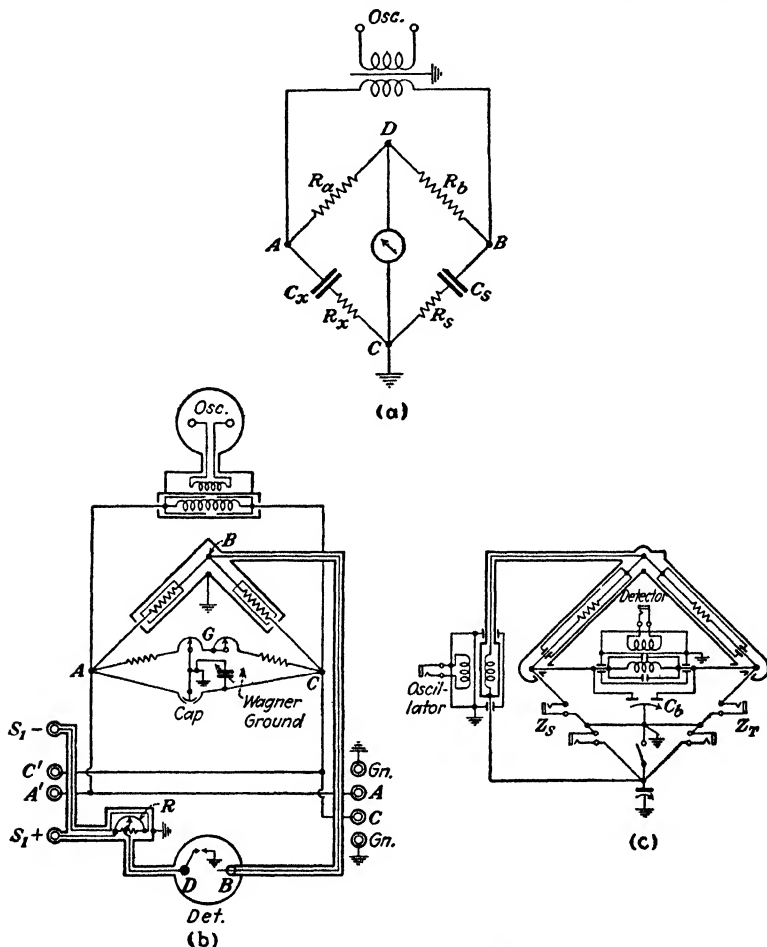 Osc.
D
Ra Rb
A B
Cx Cs
Rx Rs
C
(a)
Osc.
B
G
A C
Wagner
Ground
Cap
S1-
C'
A'
R
S1+
Gn.
A
C
Gn.
D B
Det.
(b)
Detector
Oscil-
lator
Cb
ZS ZT
(c)